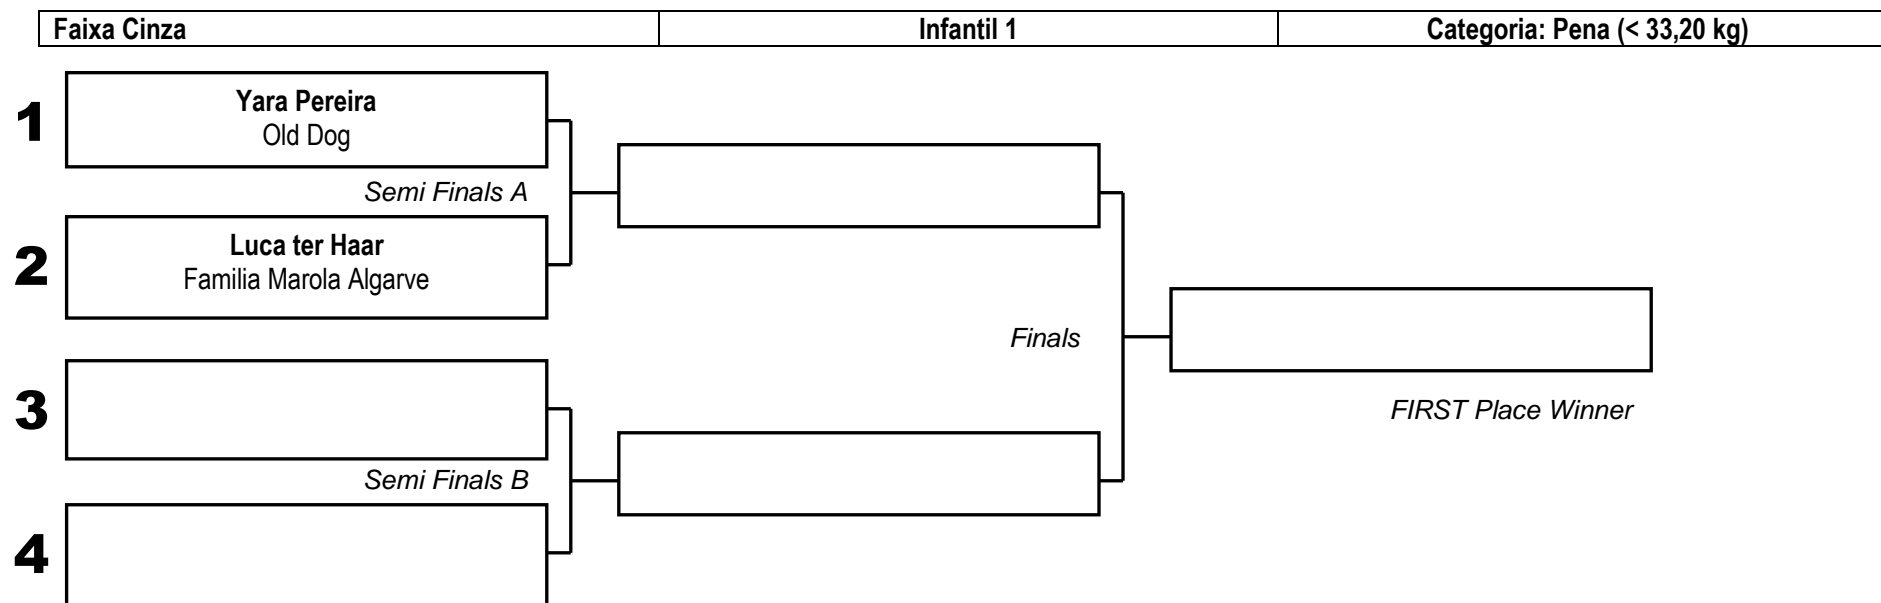 Faixa Cinza Infantil 1 Categoria: Pena (< 33,20 kg)
1
Yara Pereira
Old Dog
Semi Finals A
2
Luca ter Haar
Familia Marola Algarve
Finals
3
FIRST Place Winner
Semi Finals B
4